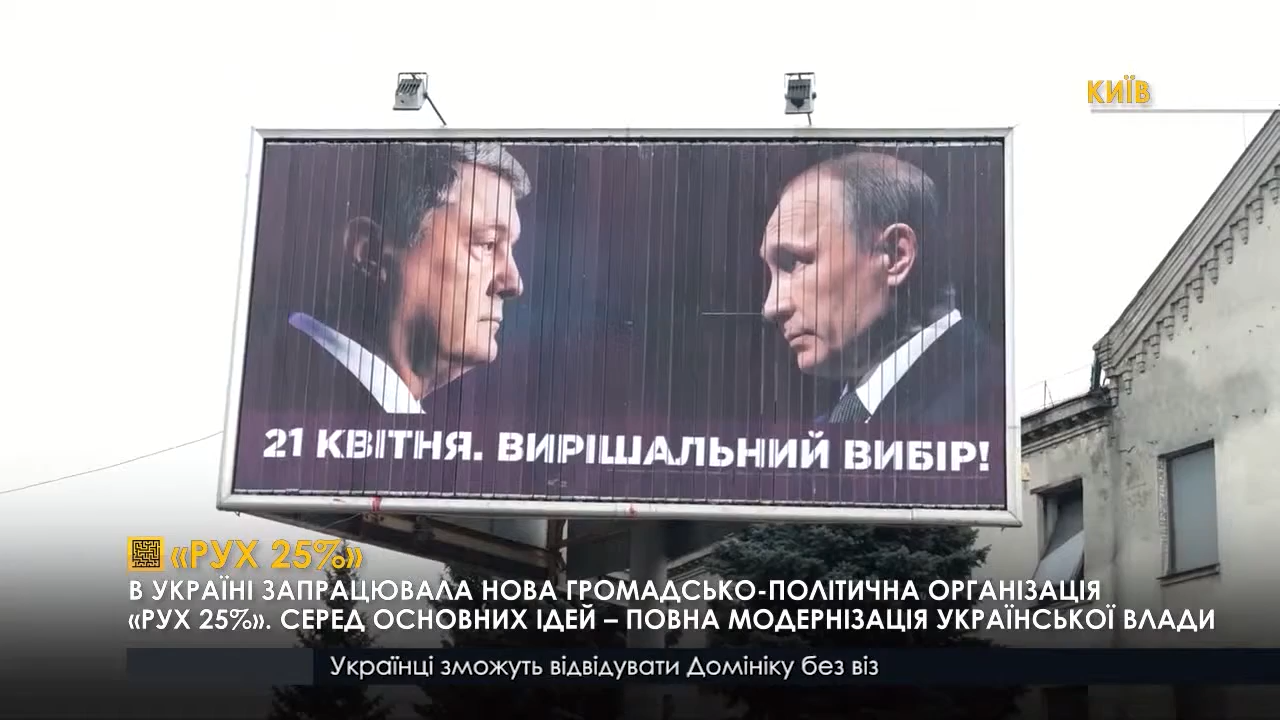 КИЇВ
21 КВІТНЯ. ВИРІШАЛЬНИЙ ВИБІР!
«РУХ 25%»
В УКРАЇНІ ЗАПРАЦЮВАЛА НОВА ГРОМАДСЬКО-ПОЛІТИЧНА ОРГАНІЗАЦІЯ
«РУХ 25%». СЕРЕД ОСНОВНИХ ІДЕЙ – ПОВНА МОДЕРНІЗАЦІЯ УКРАЇНСЬКОЇ ВЛАДИ
Українці зможуть відвідувати Домініку без віз